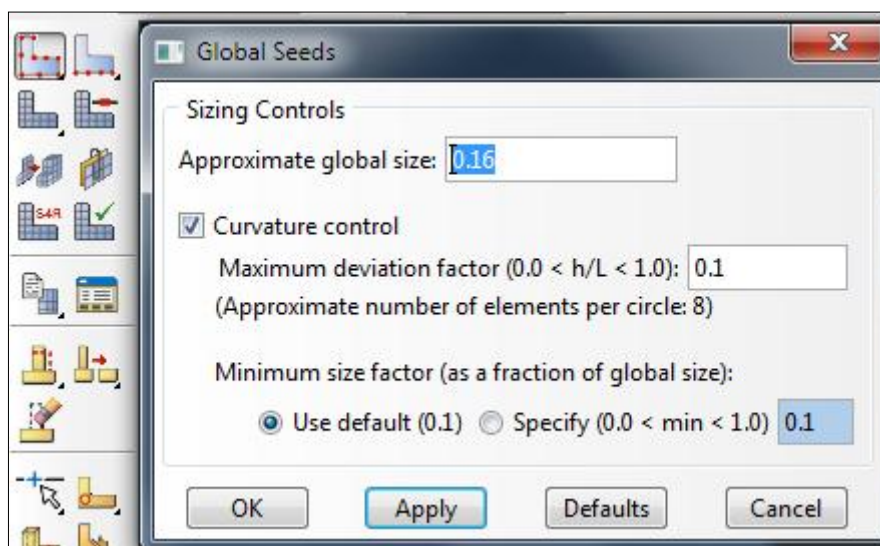 Global Seeds
Sizing Controls
Approximate global size: 0.16
Curvature control
Maximum deviation factor (0.0 < h/L < 1.0): 0.1
(Approximate number of elements per circle: 8)
Minimum size factor (as a fraction of global size):
Use default (0.1) Specify (0.0 < min < 1.0) 0.1
OK Apply Defaults Cancel
S4R